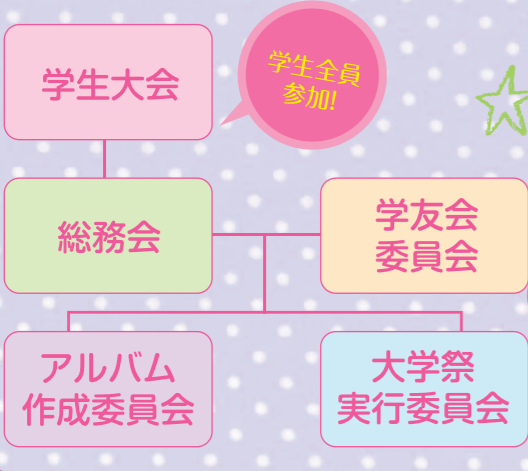 学生大会
学生全員
参加!
総務会
学友会
委員会
アルバム
作成委員会
大学祭
実行委員会